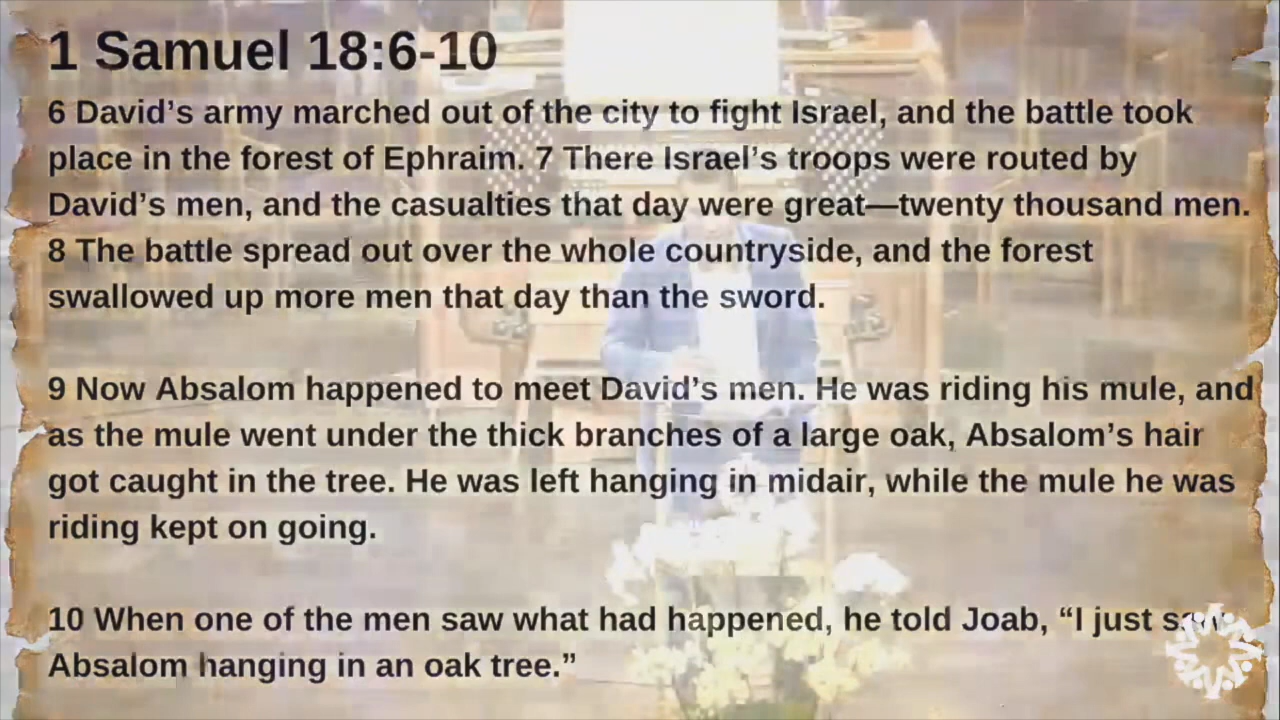 1 Samuel 18:6-10
6 David’s army marched out of the city to fight Israel, and the battle took
place in the forest of Ephraim. 7 There Israel’s troops were routed by
David’s men, and the casualties that day were great—twenty thousand men.
8 The battle spread out over the whole countryside, and the forest
swallowed up more men that day than the sword.
9 Now Absalom happened to meet David’s men. He was riding his mule, and
as the mule went under the thick branches of a large oak, Absalom’s hair
got caught in the tree. He was left hanging in midair, while the mule he was
riding kept on going.
10 When one of the men saw what had happened, he told Joab, “I just saw
Absalom hanging in an oak tree.”